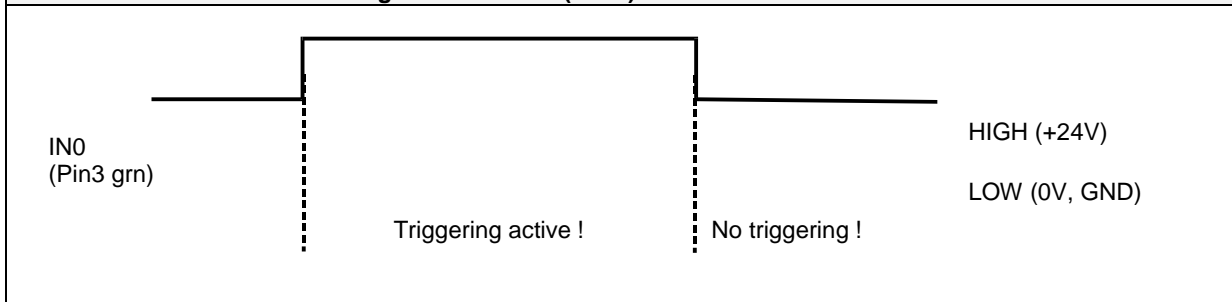 IN0
(Pin3 grn)
HIGH (+24V)
LOW (0V, GND)
Triggering active !
No triggering !